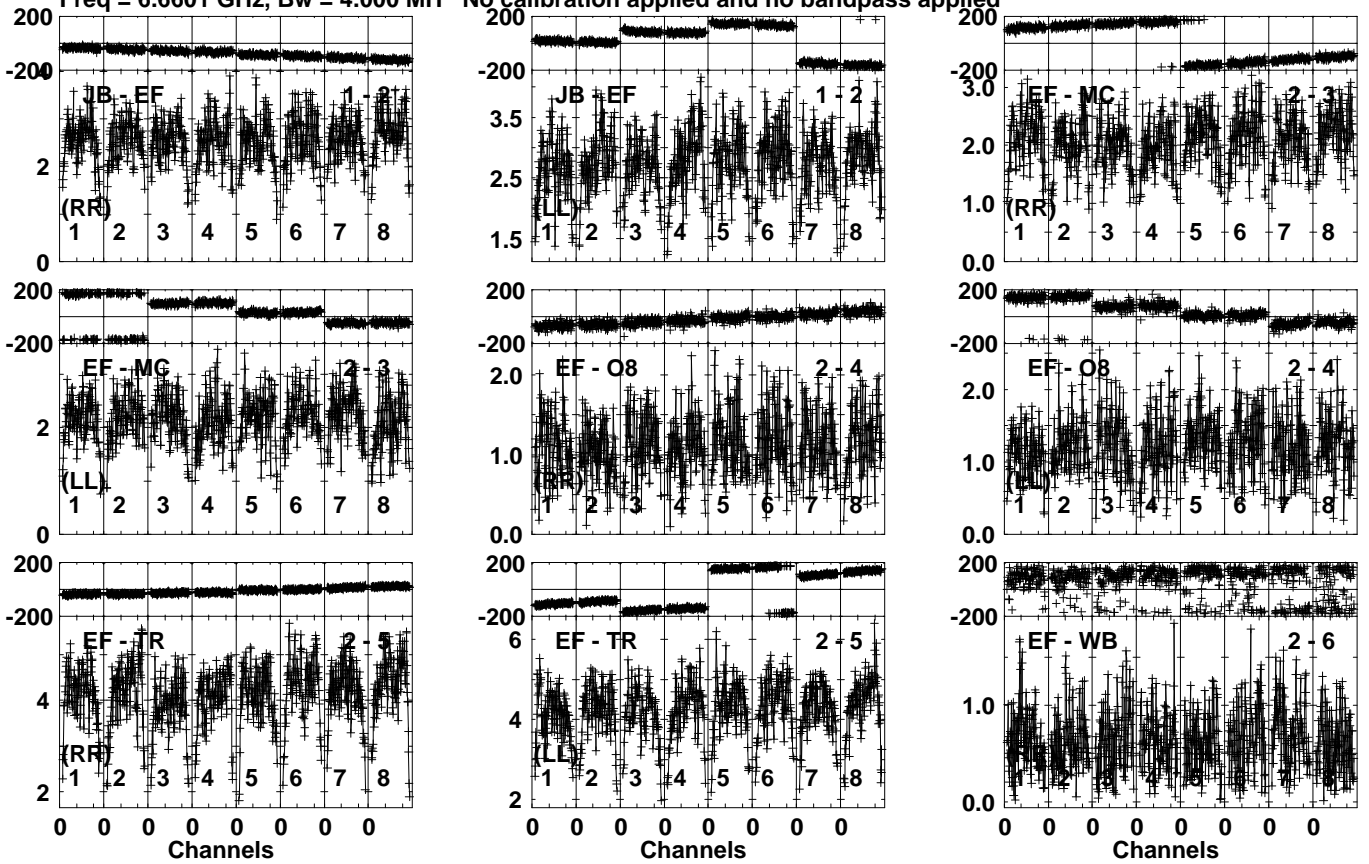 Freq = 6.6601 GHz, Bw = 4.000 MH No calibration applied and no bandpass applied
200 200 200
-200 -200 -200
4 3.5 3.0
JB - EF 1 - 2 JB - EF 1 - 2 EF - MC 2 - 3
2 2.5 2.0
(RR) (LL) (RR)
1.5 1.0
1 2 3 4 5 6 7 8 1 2 3 4 5 6 7 8 1 2 3 4 5 6 7 8
0 0.0
200 200 200
-200 -200 -200
EF - MC 2 - 3 EF - O8 2 - 4 EF - O8 2 - 4
2.0 2.0
2 1.0 1.0
(LL) (RR) (LL)
1 2 3 4 5 6 7 8 1 2 3 4 5 6 7 8 1 2 3 4 5 6 7 8
0 0.0 0.0
200 200 200
-200 -200 -200
EF - TR 2 - 5 EF - TR 2 - 5 EF - WB 2 - 6
6
4 4 1.0
(RR) (LL)
1 2 3 4 5 6 7 8 1 2 3 4 5 6 7 8 1 2 3 4 5 6 7 8
2 2 0.0
0 0 0 0 0 0 0 0 0 0 0 0 0 0 0 0 0 0 0 0 0 0 0 0
Channels Channels Channels